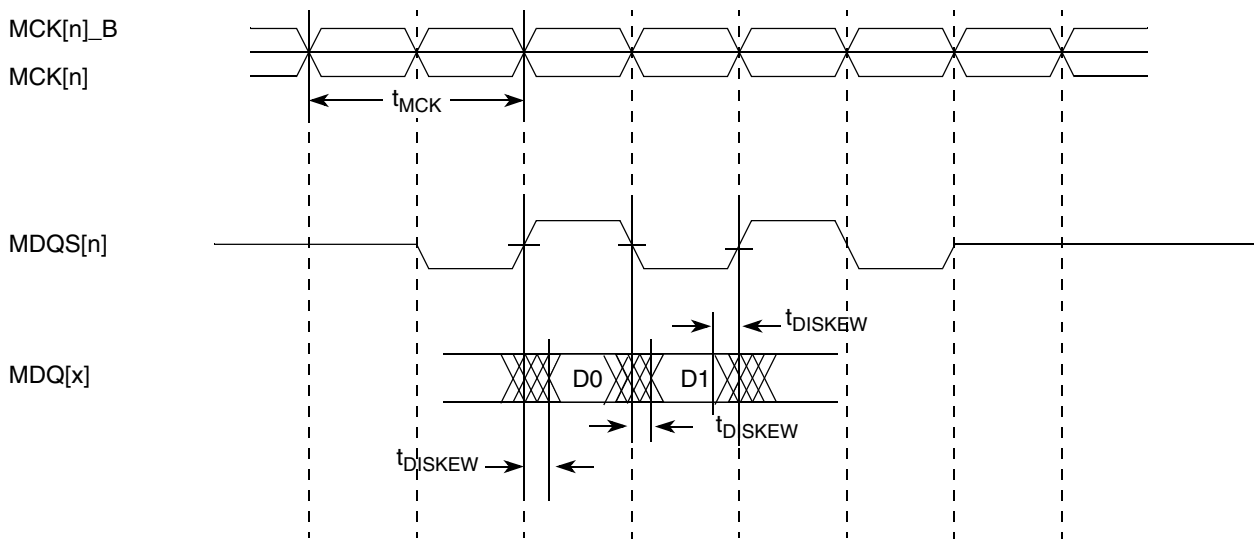 MCK[n]_B
MCK[n]
tMCK
MDQS[n]
tDISKEW
MDQ[x]
D0
D1
tDISKEW
tDISKEW